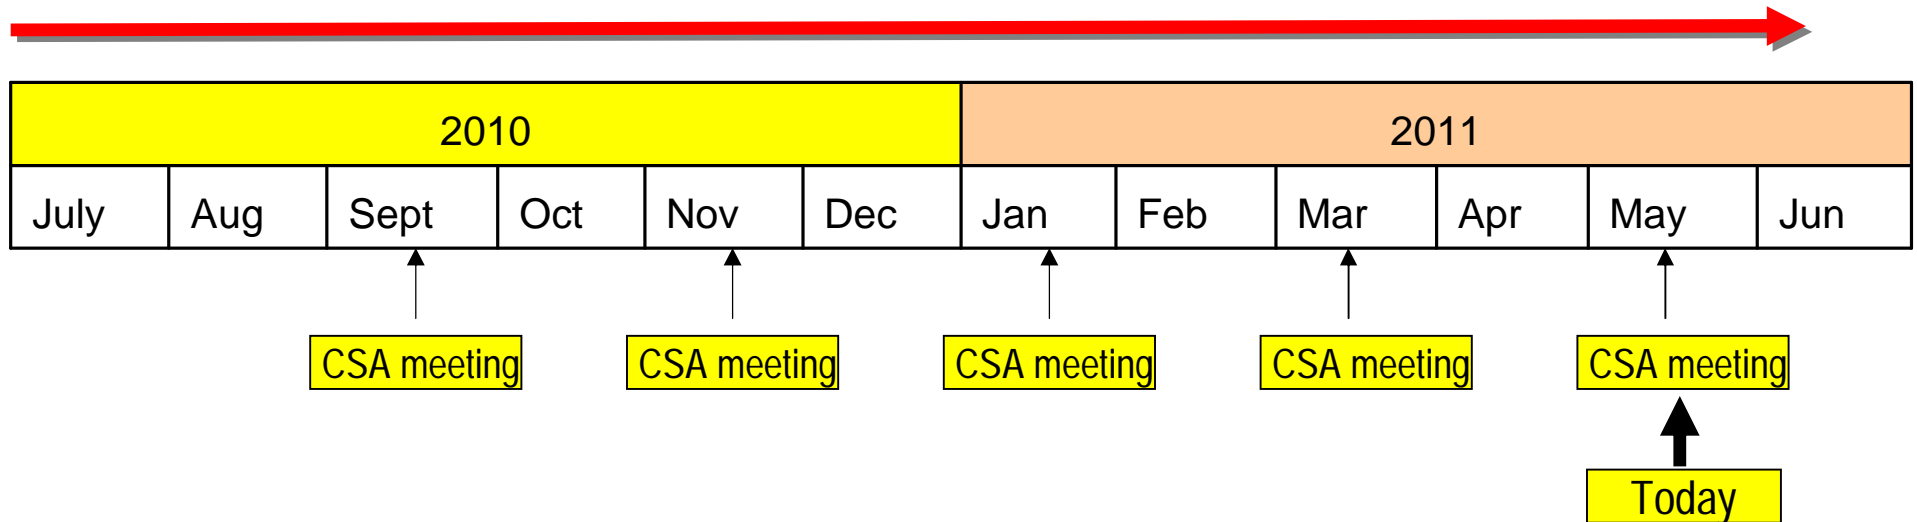 2010 2011
July Aug Sept Oct Nov Dec Jan Feb Mar Apr May Jun
CSA meeting CSA meeting CSA meeting CSA meeting CSA meeting
Today